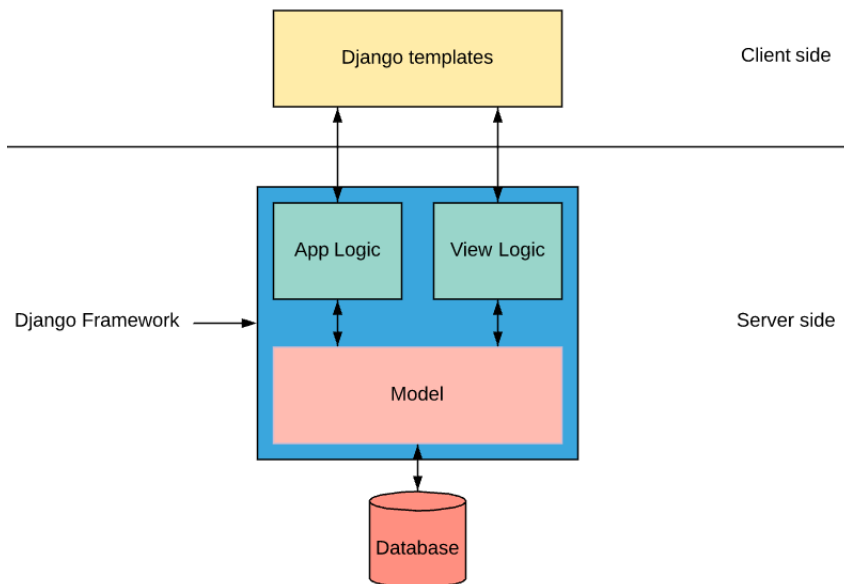 Django templates
Client side
App Logic
View Logic
Django Framework
Server side
Model
Database